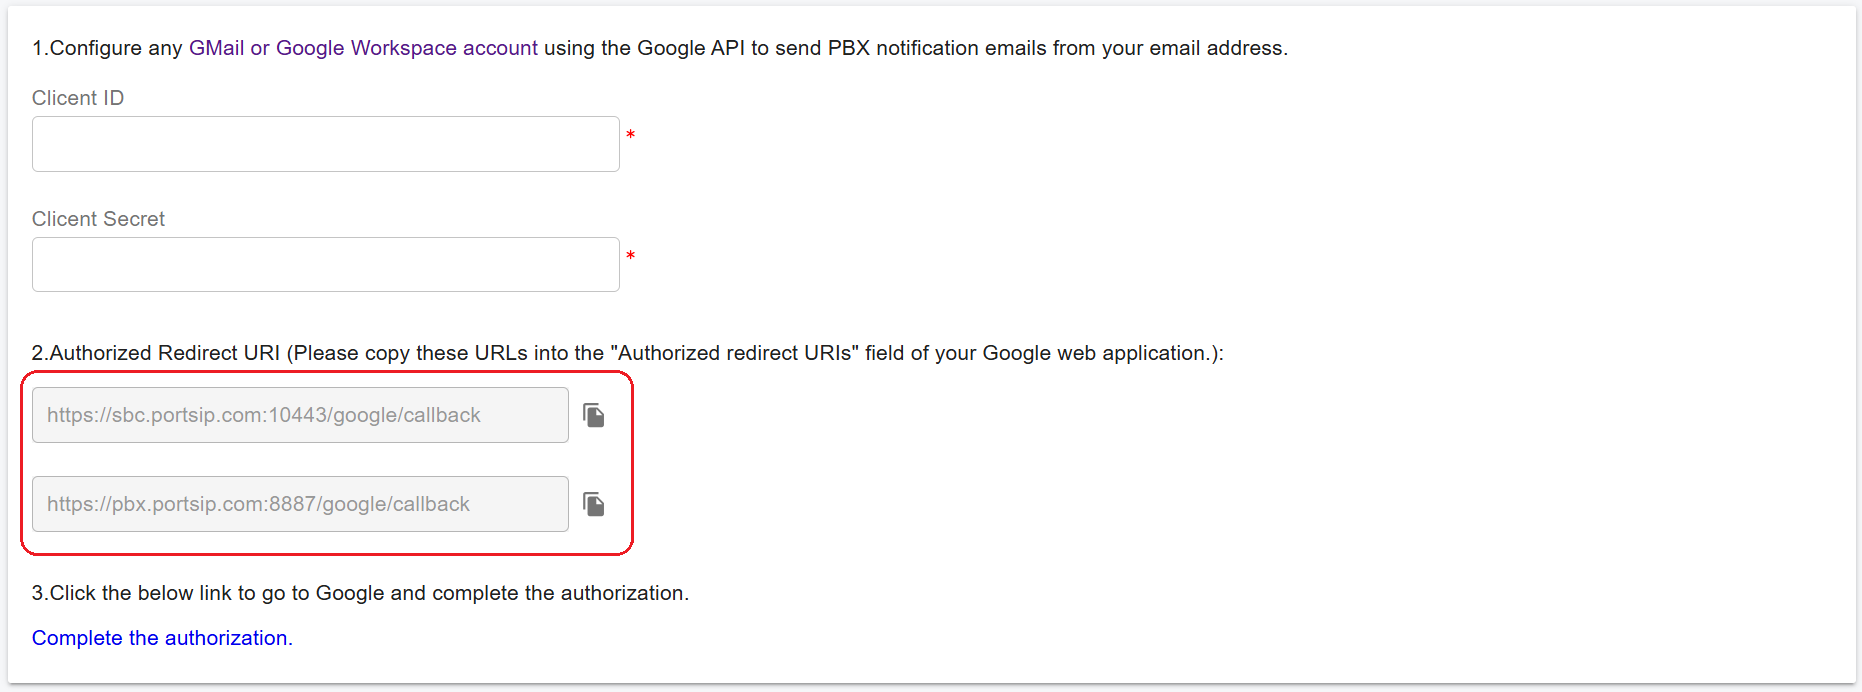 1.Configure any GMail or Google Workspace account using the Google API to send PBX notification emails from your email address.
Clicent ID
*
Clicent Secret
*
2.Authorized Redirect URI (Please copy these URLs into the "Authorized redirect URIs" field of your Google web application.):
https://sbc.portsip.com:10443/google/callback
https://pbx.portsip.com:8887/google/callback
3.Click the below link to go to Google and complete the authorization.
Complete the authorization.